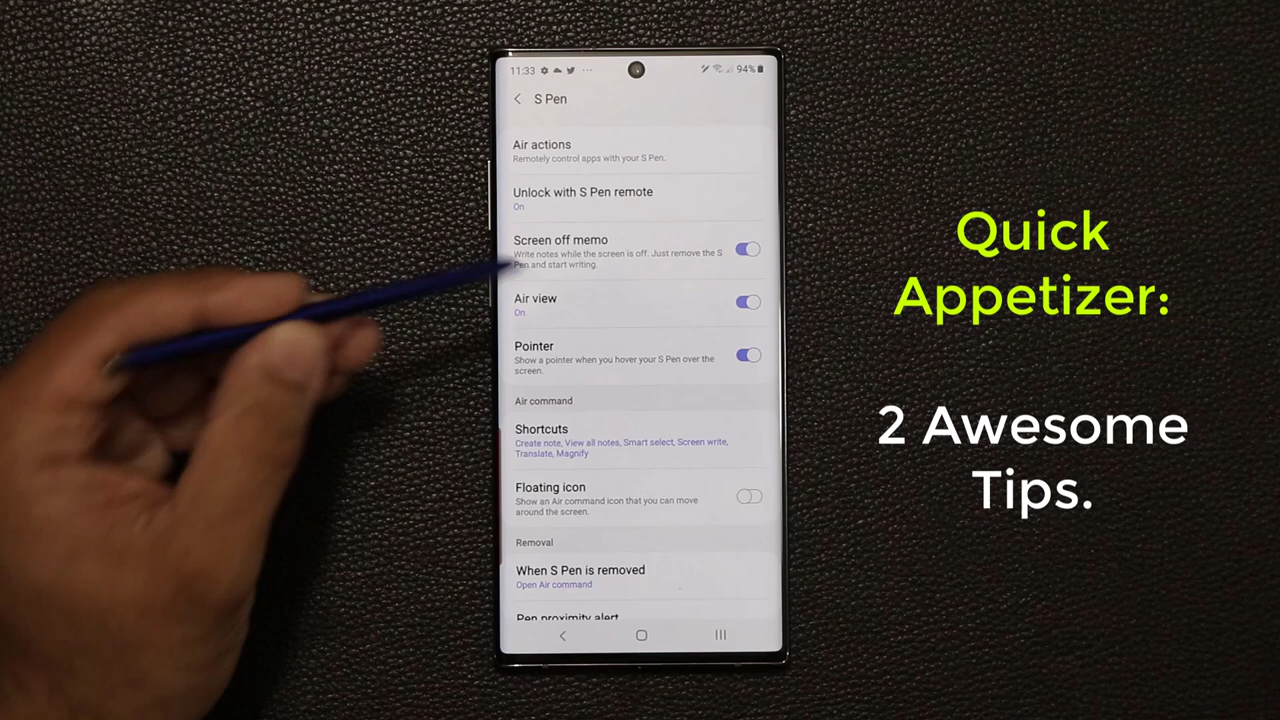 11:33 ... 94%
S Pen
Air actions
Remotely control apps with your S Pen.
Unlock with S Pen remote
On
Screen off memo
Write notes while the screen is off. Just remove the S
Pen and start writing.
Air view
On
Pointer
Show a pointer when you hover your S Pen over the
screen.
Air command
Shortcuts
Create note, View all notes, Smart select, Screen write,
Translate, Magnify
Floating icon
Show an Air command icon that you can move
around the screen.
Removal
When S Pen is removed
Open Air command
Pen proximity alert
Quick
Appetizer:
2 Awesome
Tips.